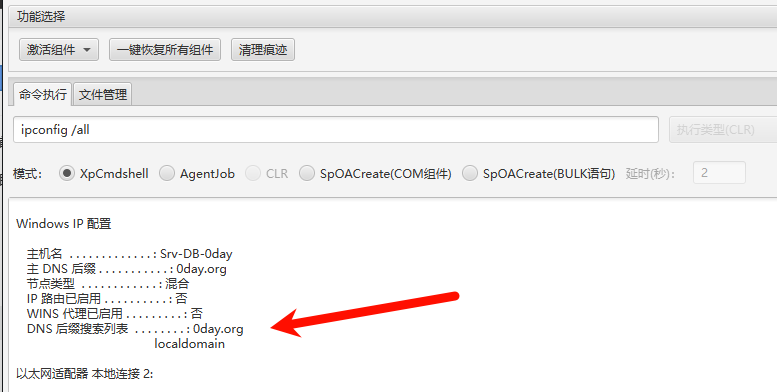 功能选择
激活组件 一键恢复所有组件 清理痕迹
命令执行 文件管理
ipconfig /all 执行类型(CLR)
模式: XpCmdshell AgentJob CLR SpOACreate(COM组件) SpOACreate(BULK语句) 延时(秒): 2
Windows IP 配置
主机名 . . . . . . . . . . . . . : Srv-DB-0day
主 DNS 后缀 . . . . . . . . . . . : 0day.org
节点类型 . . . . . . . . . . . . : 混合
IP 路由已启用 . . . . . . . . . . : 否
WINS 代理已启用 . . . . . . . . . : 否
DNS 后缀搜索列表 . . . . . . . . : 0day.org
localdomain
以太网适配器 本地连接 2: